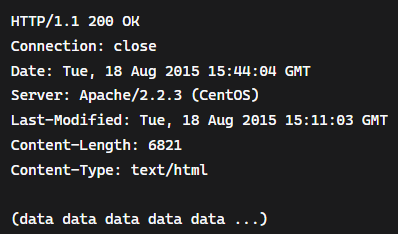 HTTP/1.1 200 OK
Connection: close
Date: Tue, 18 Aug 2015 15:44:04 GMT
Server: Apache/2.2.3 (CentOS)
Last-Modified: Tue, 18 Aug 2015 15:11:03 GMT
Content-Length: 6821
Content-Type: text/html

(data data data data data ...)